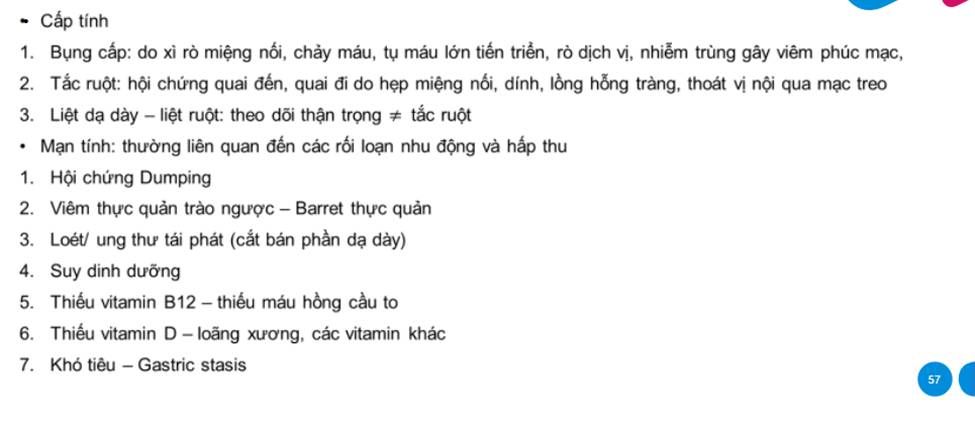 • Cấp tính
1. Bụng cấp: do xì rò miệng nối, chảy máu, tụ máu lớn tiến triển, rò dịch vị, nhiễm trùng gây viêm phúc mạc,
2. Tắc ruột: hội chứng quai đến, quai đi do hẹp miệng nối, dính, lồng hỗng tràng, thoát vị nội qua mạc treo
3. Liệt dạ dày – liệt ruột: theo dõi thận trọng ≠ tắc ruột
• Mạn tính: thường liên quan đến các rối loạn nhu động và hấp thu
1. Hội chứng Dumping
2. Viêm thực quản trào ngược – Barret thực quản
3. Loét/ ung thư tái phát (cắt bán phần dạ dày)
4. Suy dinh dưỡng
5. Thiếu vitamin B12 – thiếu máu hồng cầu to
6. Thiếu vitamin D – loãng xương, các vitamin khác
7. Khó tiêu – Gastric stasis
57